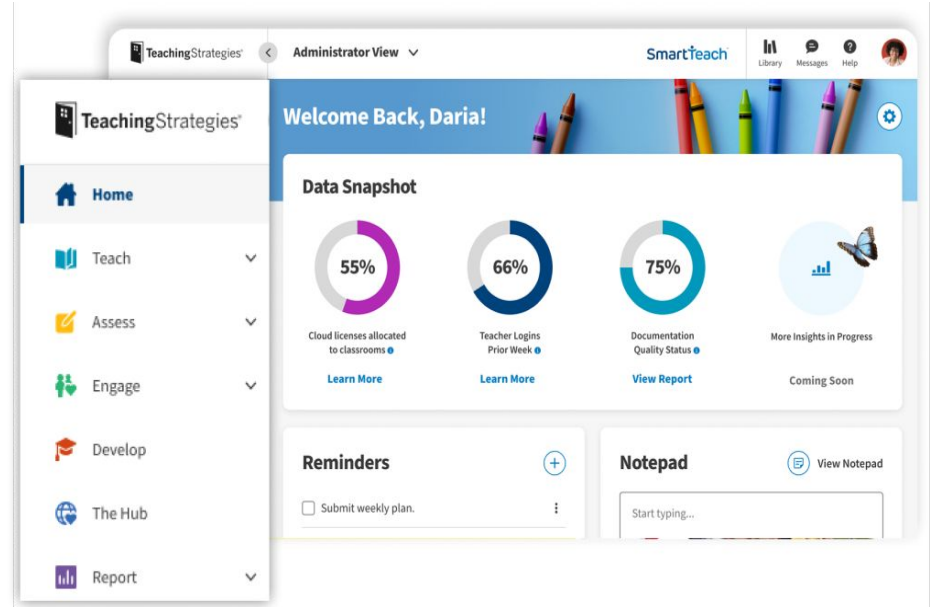 TeachingStrategies®
Administrator View
SmartTeach
Library
Messages
Help
TeachingStrategies®
Home
Teach
Assess
Engage
Develop
The Hub
Report
Welcome Back, Daria!
Data Snapshot
55%
Cloud licenses allocated
to classrooms
Learn More
66%
Teacher Logins
Prior Week
Learn More
75%
Documentation
Quality Status
View Report
More Insights in Progress
Coming Soon
Reminders
Submit weekly plan.
Notepad
View Notepad
Start typing...